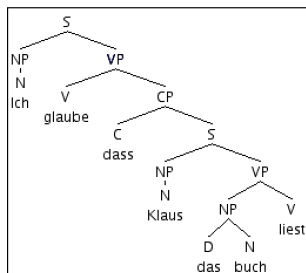 S
NP VP
N V CP
Ich glaube
C S
dass
NP VP
N NP V
Klaus liest
D N
das buch